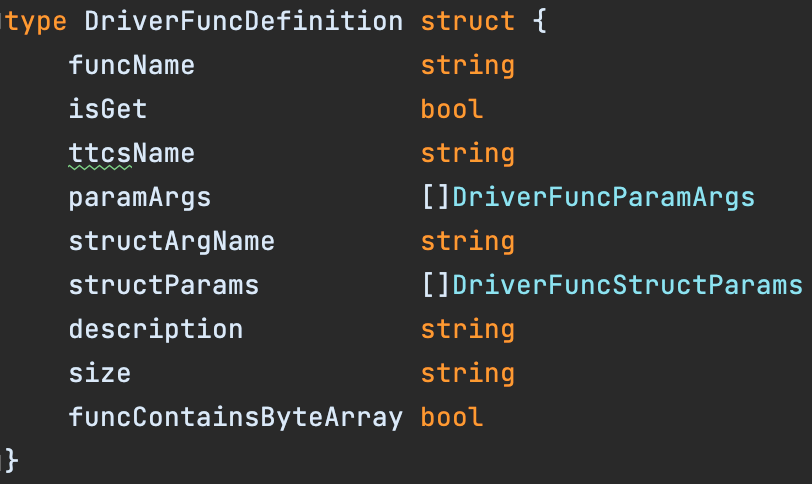 type DriverFuncDefinition struct {
funcName string
isGet bool
ttcsName string
paramArgs []DriverFuncParamArgs
structArgName string
structParams []DriverFuncStructParams
description string
size string
funcContainsByteArray bool
}